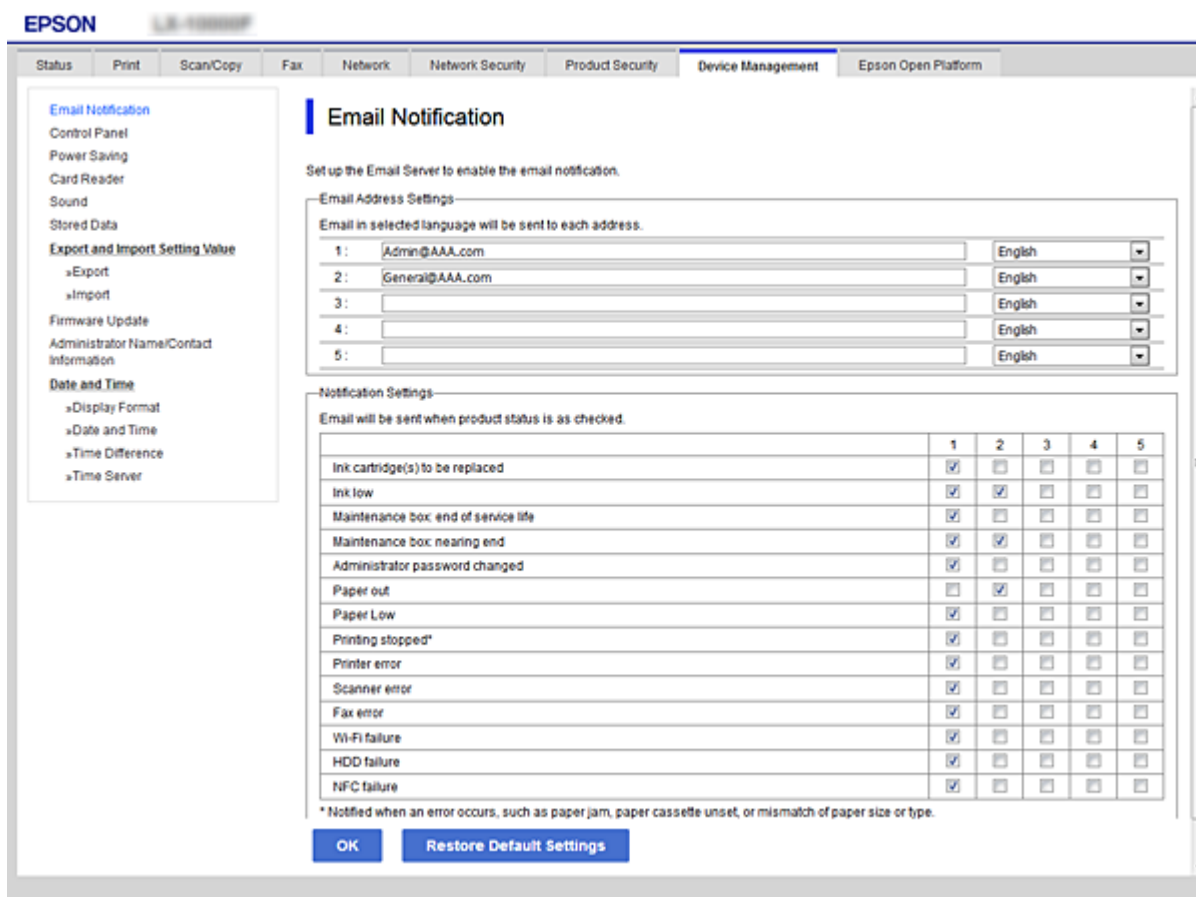 EPSON
Status Print Scan/Copy Fax Network Network Security Product Security Device Management Epson Open Platform
Email Notification
Control Panel
Power Saving
Card Reader
Sound
Stored Data
Export and Import Setting Value
»Export
»Import
Firmware Update
Administrator Name/Contact
Information
Date and Time
»Display Format
»Date and Time
»Time Difference
»Time Server
Email Notification
Set up the Email Server to enable the email notification.
Email Address Settings
Email in selected language will be sent to each address.
1 : Admin@AAA.com English
2 : General@AAA.com English
3 : English
4 : English
5 : English
Notification Settings
Email will be sent when product status is as checked.
1 2 3 4 5
Ink cartridge(s) to be replaced
Ink low
Maintenance box: end of service life
Maintenance box: nearing end
Administrator password changed
Paper out
Paper Low
Printing stopped*
Printer error
Scanner error
Fax error
Wi-Fi failure
HDD failure
NFC failure
* Notified when an error occurs, such as paper jam, paper cassette unset, or mismatch of paper size or type.
OK Restore Default Settings